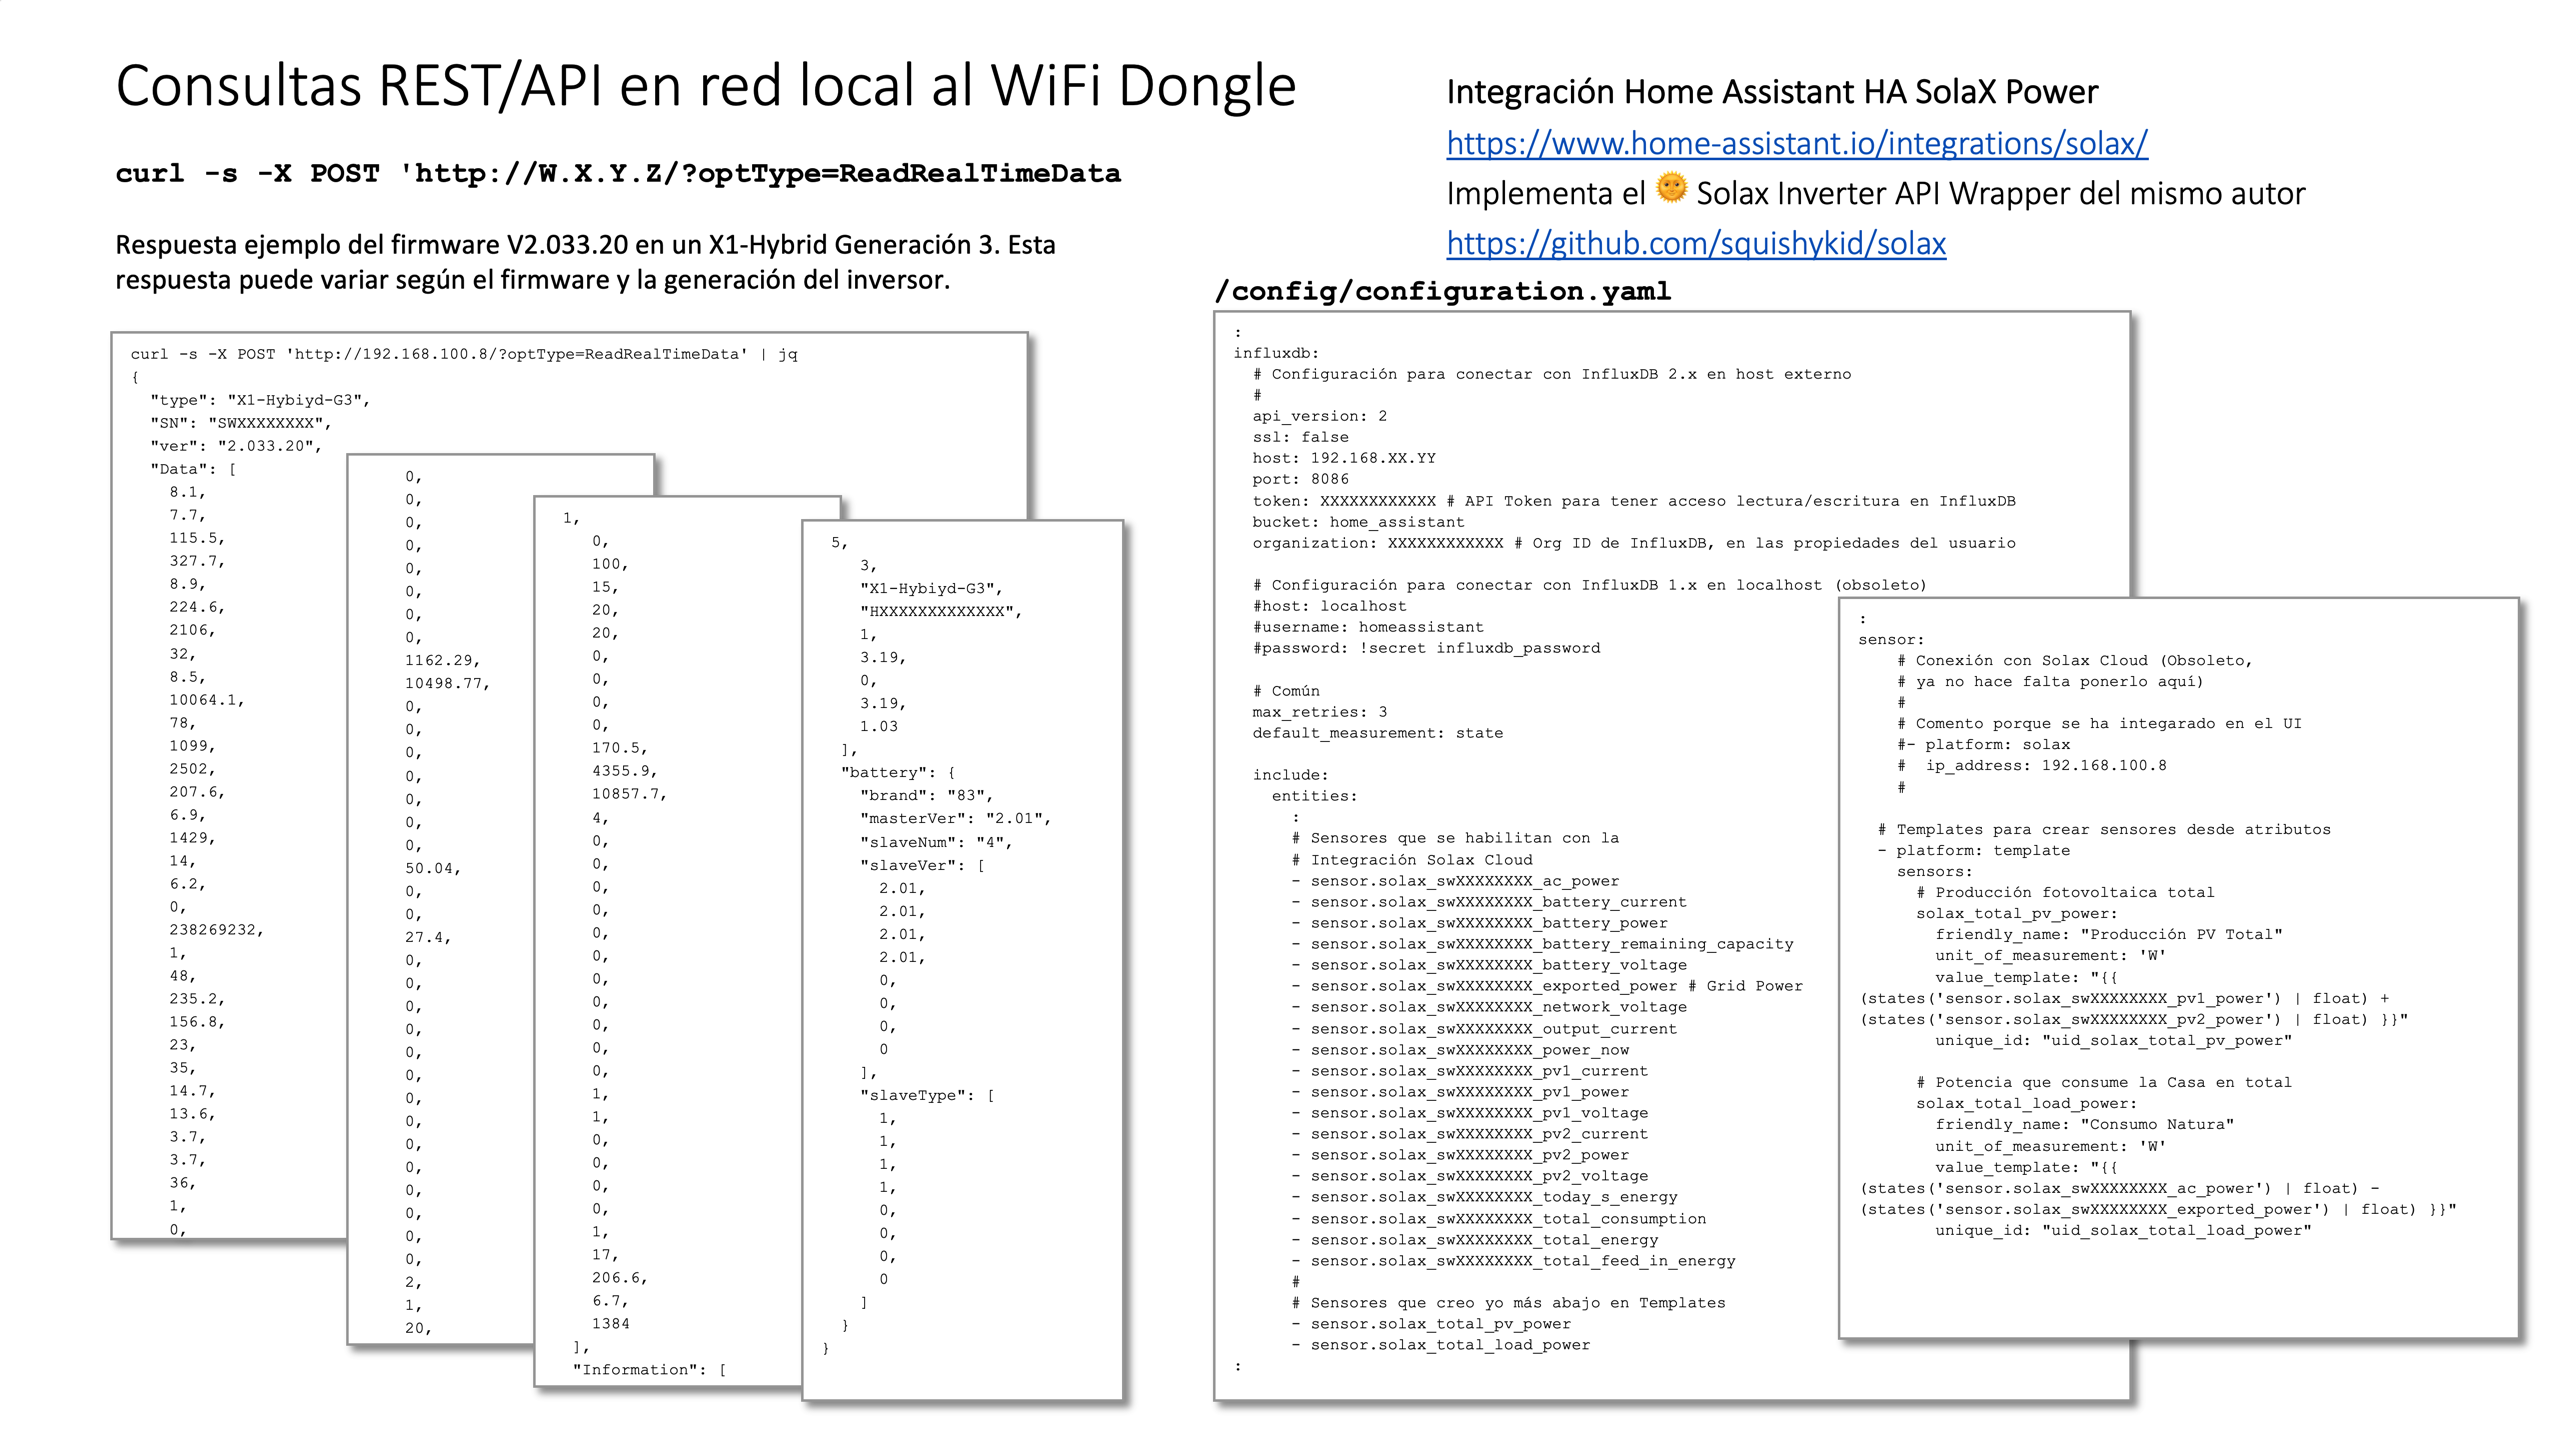 Consultas REST/API en red local al WiFi Dongle
curl -s -X POST 'http://W.X.Y.Z/?optType=ReadRealTimeData
Respuesta ejemplo del firmware V2.033.20 en un X1-Hybrid Generación 3. Esta
respuesta puede variar según el firmware y la generación del inversor.
curl -s -X POST 'http://192.168.100.8/?optType=ReadRealTimeData' | jq
{
"type": "X1-Hybiyd-G3",
"SN": "SWXXXXXXXX",
"ver": "2.033.20",
"Data": [
8.1,
7.7,
115.5,
327.7,
8.9,
224.6,
2106,
32,
8.5,
10064.1,
78,
1099,
2502,
207.6,
6.9,
1429,
14,
6.2,
0,
238269232,
1,
48,
235.2,
156.8,
23,
35,
14.7,
13.6,
3.7,
3.7,
36,
1,
0,
0,
0,
0,
0,
0,
0,
0,
0,
1162.29,
10498.77,
0,
0,
0,
0,
0,
0,
0,
50.04,
0,
0,
27.4,
0,
0,
0,
0,
0,
0,
0,
0,
0,
0,
0,
0,
0,
0,
2,
1,
20,
1,
0,
100,
15,
20,
20,
0,
0,
0,
0,
170.5,
4355.9,
10857.7,
4,
0,
0,
0,
0,
0,
0,
0,
0,
0,
0,
0,
1,
1,
0,
0,
0,
0,
1,
17,
206.6,
6.7,
1384
],
"Information": [
5,
3,
"X1-Hybiyd-G3",
"HXXXXXXXXXXXXX",
1,
3.19,
0,
3.19,
1.03
],
"battery": {
"brand": "83",
"masterVer": "2.01",
"slaveNum": "4",
"slaveVer": [
2.01,
2.01,
2.01,
2.01,
0,
0,
0,
0
],
"slaveType": [
1,
1,
1,
1,
0,
0,
0,
0
]
}
}
Integración Home Assistant HA SolaX Power
https://www.home-assistant.io/integrations/solax/
Implementa el 🌞 Solax Inverter API Wrapper del mismo autor
https://github.com/squishykid/solax
/config/configuration.yaml
:
influxdb:
# Configuración para conectar con InfluxDB 2.x en host externo
#
api_version: 2
ssl: false
host: 192.168.XX.YY
port: 8086
token: XXXXXXXXXXXX # API Token para tener acceso lectura/escritura en InfluxDB
bucket: home_assistant
organization: XXXXXXXXXXXX # Org ID de InfluxDB, en las propiedades del usuario
# Configuración para conectar con InfluxDB 1.x en localhost (obsoleto)
#host: localhost
#username: homeassistant
#password: !secret influxdb_password
# Común
max_retries: 3
default_measurement: state
include:
entities:
:
# Sensores que se habilitan con la
# Integración Solax Cloud
- sensor.solax_swXXXXXXXX_ac_power
- sensor.solax_swXXXXXXXX_battery_current
- sensor.solax_swXXXXXXXX_battery_power
- sensor.solax_swXXXXXXXX_battery_remaining_capacity
- sensor.solax_swXXXXXXXX_battery_voltage
- sensor.solax_swXXXXXXXX_exported_power # Grid Power
- sensor.solax_swXXXXXXXX_network_voltage
- sensor.solax_swXXXXXXXX_output_current
- sensor.solax_swXXXXXXXX_power_now
- sensor.solax_swXXXXXXXX_pv1_current
- sensor.solax_swXXXXXXXX_pv1_power
- sensor.solax_swXXXXXXXX_pv1_voltage
- sensor.solax_swXXXXXXXX_pv2_current
- sensor.solax_swXXXXXXXX_pv2_power
- sensor.solax_swXXXXXXXX_pv2_voltage
- sensor.solax_swXXXXXXXX_today_s_energy
- sensor.solax_swXXXXXXXX_total_consumption
- sensor.solax_swXXXXXXXX_total_energy
- sensor.solax_swXXXXXXXX_total_feed_in_energy
#
# Sensores que creo yo más abajo en Templates
- sensor.solax_total_pv_power
- sensor.solax_total_load_power
:
:
sensor:
# Conexión con Solax Cloud (Obsoleto,
# ya no hace falta ponerlo aquí)
#
# Comento porque se ha integarado en el UI
#- platform: solax
#  ip_address: 192.168.100.8
#
# Templates para crear sensores desde atributos
- platform: template
sensors:
# Producción fotovoltaica total
solax_total_pv_power:
friendly_name: "Producción PV Total"
unit_of_measurement: 'W'
value_template: "{{
(states('sensor.solax_swXXXXXXXX_pv1_power') | float) +
(states('sensor.solax_swXXXXXXXX_pv2_power') | float) }}"
unique_id: "uid_solax_total_pv_power"
# Potencia que consume la Casa en total
solax_total_load_power:
friendly_name: "Consumo Natura"
unit_of_measurement: 'W'
value_template: "{{
(states('sensor.solax_swXXXXXXXX_ac_power') | float) -
(states('sensor.solax_swXXXXXXXX_exported_power') | float) }}"
unique_id: "uid_solax_total_load_power"